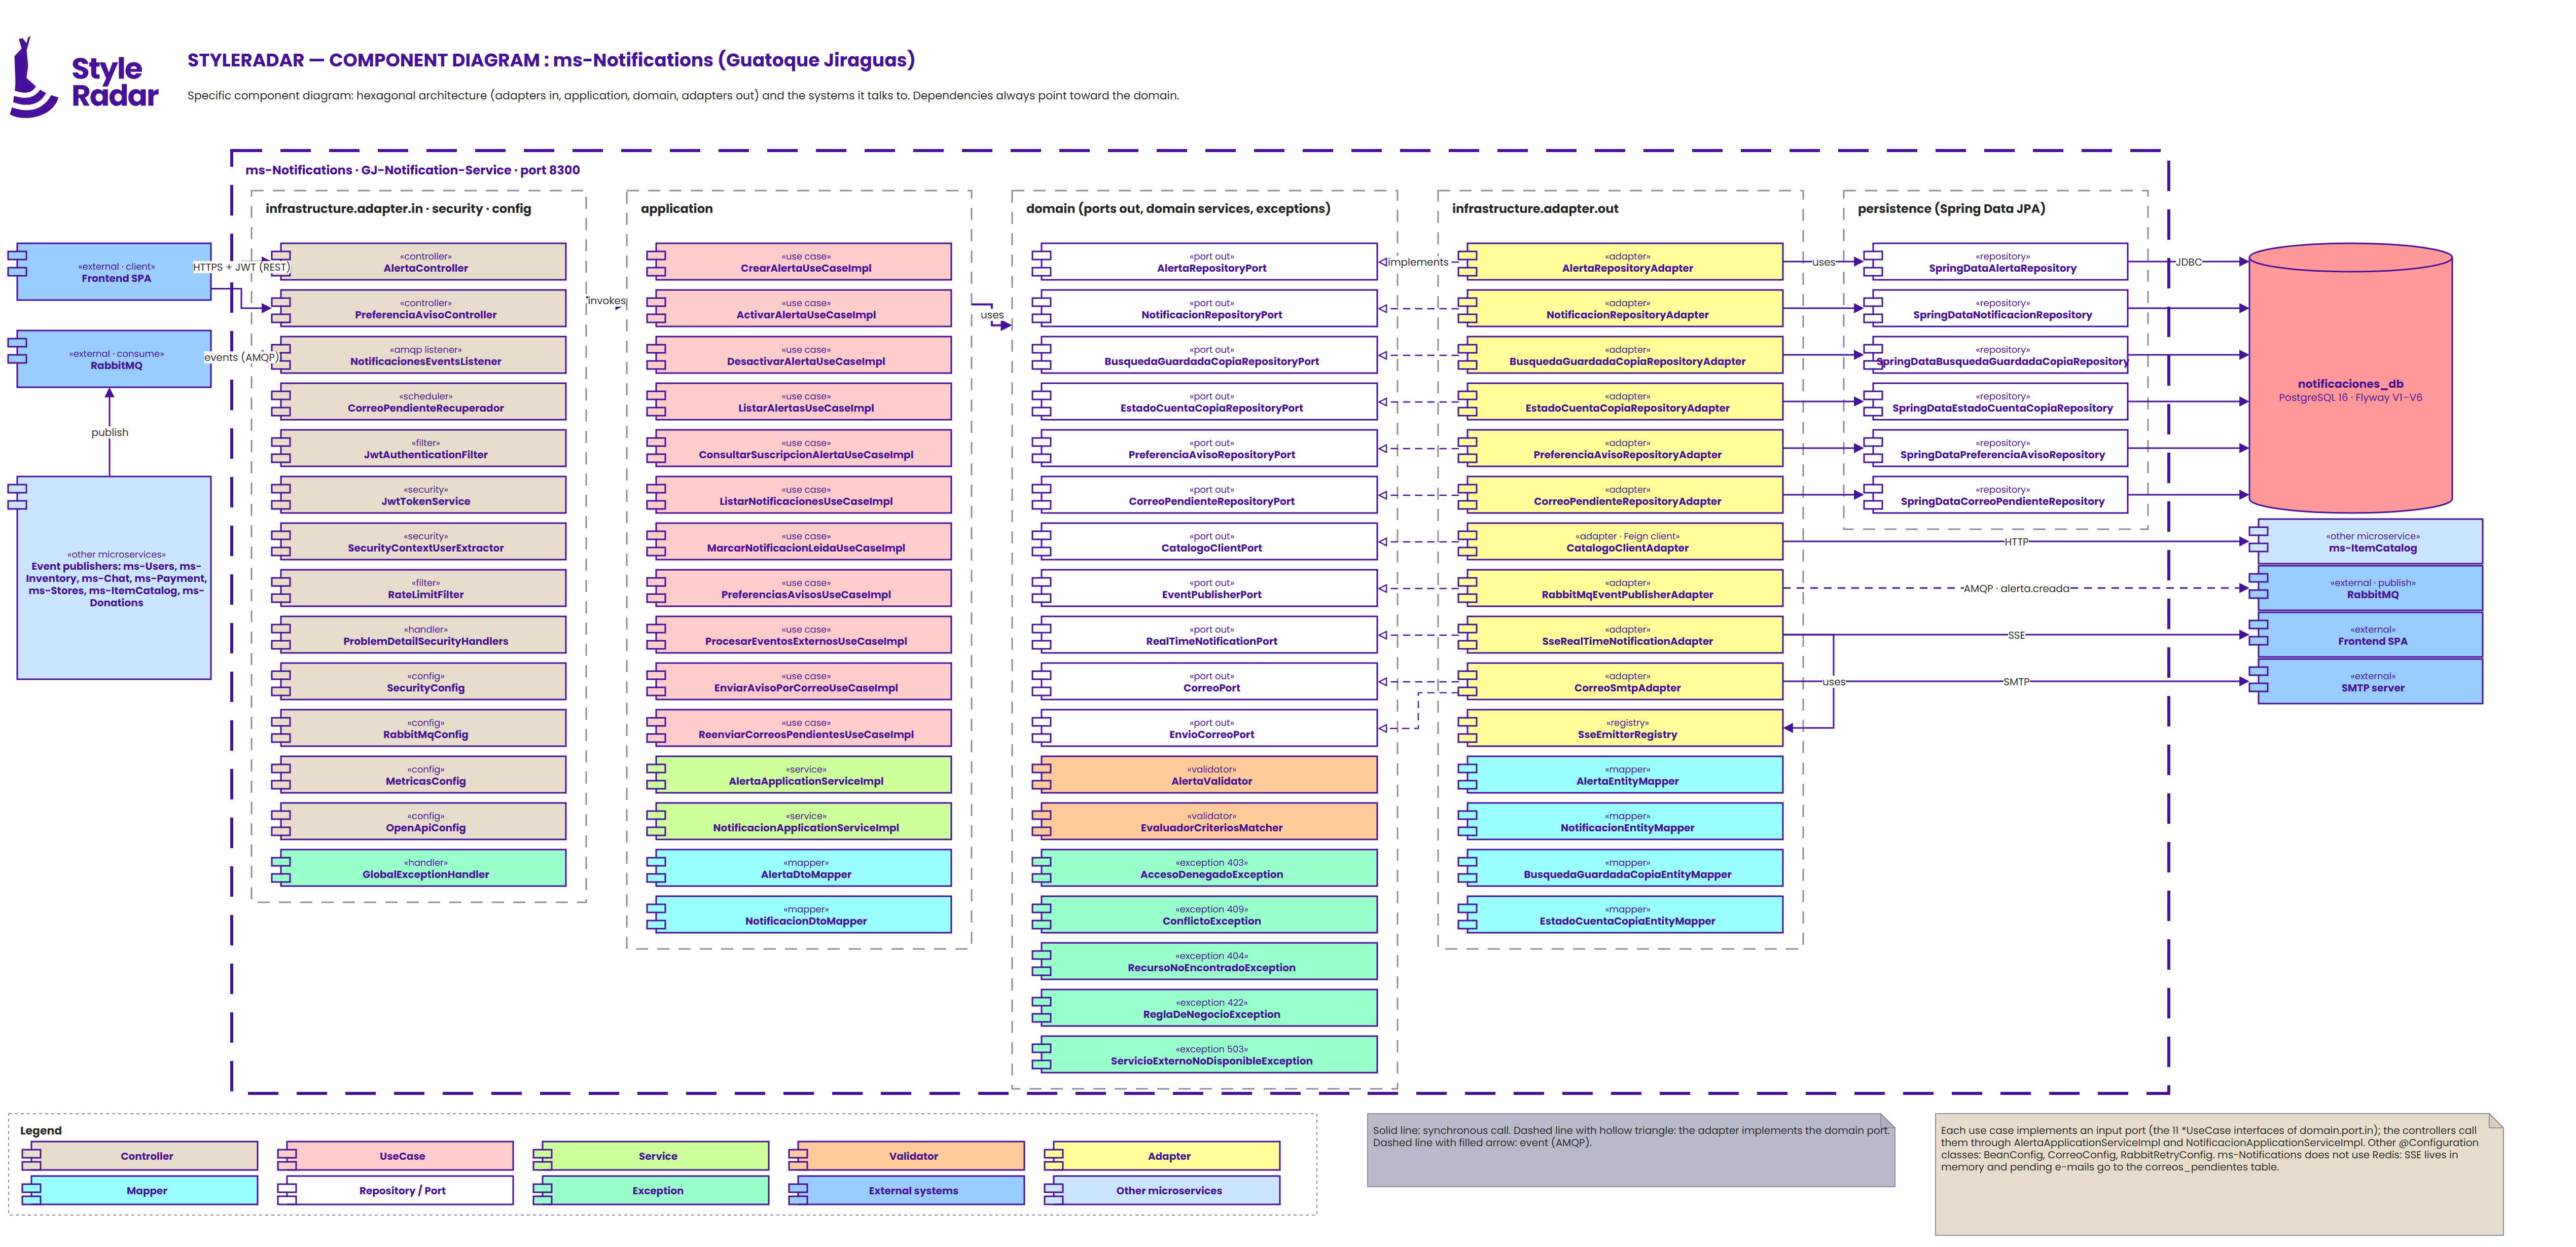 Style
Radar
STYLERADAR — COMPONENT DIAGRAM : ms-Notifications (Guatoque Jiraguas)
Specific component diagram: hexagonal architecture (adapters in, application, domain, adapters out) and the systems it talks to. Dependencies always point toward the domain.
ms-Notifications · GJ-Notification-Service · port 8300
«external · client»
Frontend SPA
HTTPS + JWT (REST)
«external · consume»
RabbitMQ
events (AMQP)
publish
«other microservices»
Event publishers: ms-Users, ms-
Inventory, ms-Chat, ms-Payment,
ms-Stores, ms-ItemCatalog, ms-
Donations
infrastructure.adapter.in · security · config
«controller»
AlertaController
«controller»
PreferenciaAvisoController
«amqp listener»
NotificacionesEventsListener
«scheduler»
CorreoPendienteRecuperador
«filter»
JwtAuthenticationFilter
«security»
JwtTokenService
«security»
SecurityContextUserExtractor
«filter»
RateLimitFilter
«handler»
ProblemDetailSecurityHandlers
«config»
SecurityConfig
«config»
RabbitMqConfig
«config»
MetricasConfig
«config»
OpenApiConfig
«handler»
GlobalExceptionHandler
invokes
application
«use case»
CrearAlertaUseCaseImpl
«use case»
ActivarAlertaUseCaseImpl
«use case»
DesactivarAlertaUseCaseImpl
«use case»
ListarAlertasUseCaseImpl
«use case»
ConsultarSuscripcionAlertaUseCaseImpl
«use case»
ListarNotificacionesUseCaseImpl
«use case»
MarcarNotificacionLeidaUseCaseImpl
«use case»
PreferenciasAvisosUseCaseImpl
«use case»
ProcesarEventosExternosUseCaseImpl
«use case»
EnviarAvisoPorCorreoUseCaseImpl
«use case»
ReenviarCorreosPendientesUseCaseImpl
«service»
AlertaApplicationServiceImpl
«service»
NotificacionApplicationServiceImpl
«mapper»
AlertaDtoMapper
«mapper»
NotificacionDtoMapper
uses
domain (ports out, domain services, exceptions)
«port out»
AlertaRepositoryPort
«port out»
NotificacionRepositoryPort
«port out»
BusquedaGuardadaCopiaRepositoryPort
«port out»
EstadoCuentaCopiaRepositoryPort
«port out»
PreferenciaAvisoRepositoryPort
«port out»
CorreoPendienteRepositoryPort
«port out»
CatalogoClientPort
«port out»
EventPublisherPort
«port out»
RealTimeNotificationPort
«port out»
CorreoPort
«port out»
EnvioCorreoPort
«validator»
AlertaValidator
«validator»
EvaluadorCriteriosMatcher
«exception 403»
AccesoDenegadoException
«exception 409»
ConflictoException
«exception 404»
RecursoNoEncontradoException
«exception 422»
ReglaDeNegocioException
«exception 503»
ServicioExternoNoDisponibleException
implements
infrastructure.adapter.out
«adapter»
AlertaRepositoryAdapter
«adapter»
NotificacionRepositoryAdapter
«adapter»
BusquedaGuardadaCopiaRepositoryAdapter
«adapter»
EstadoCuentaCopiaRepositoryAdapter
«adapter»
PreferenciaAvisoRepositoryAdapter
«adapter»
CorreoPendienteRepositoryAdapter
«adapter · Feign client»
CatalogoClientAdapter
«adapter»
RabbitMqEventPublisherAdapter
«adapter»
SseRealTimeNotificationAdapter
«adapter»
CorreoSmtpAdapter
«registry»
SseEmitterRegistry
«mapper»
AlertaEntityMapper
«mapper»
NotificacionEntityMapper
«mapper»
BusquedaGuardadaCopiaEntityMapper
«mapper»
EstadoCuentaCopiaEntityMapper
uses
uses
persistence (Spring Data JPA)
«repository»
SpringDataAlertaRepository
«repository»
SpringDataNotificacionRepository
«repository»
SpringDataBusquedaGuardadaCopiaRepository
«repository»
SpringDataEstadoCuentaCopiaRepository
«repository»
SpringDataPreferenciaAvisoRepository
«repository»
SpringDataCorreoPendienteRepository
JDBC
HTTP
AMQP · alerta.creada
SSE
SMTP
notificaciones_db
PostgreSQL 16 · Flyway V1–V6
«other microservice»
ms-ItemCatalog
«external · publish»
RabbitMQ
«external»
Frontend SPA
«external»
SMTP server
Legend
Controller
UseCase
Service
Validator
Adapter
Mapper
Repository / Port
Exception
External systems
Other microservices
Solid line: synchronous call. Dashed line with hollow triangle: the adapter implements the domain port.
Dashed line with filled arrow: event (AMQP).
Each use case implements an input port (the 11 *UseCase interfaces of domain.port.in); the controllers call
them through AlertaApplicationServiceImpl and NotificacionApplicationServiceImpl. Other @Configuration
classes: BeanConfig, CorreoConfig, RabbitRetryConfig. ms-Notifications does not use Redis: SSE lives in
memory and pending e-mails go to the correos_pendientes table.